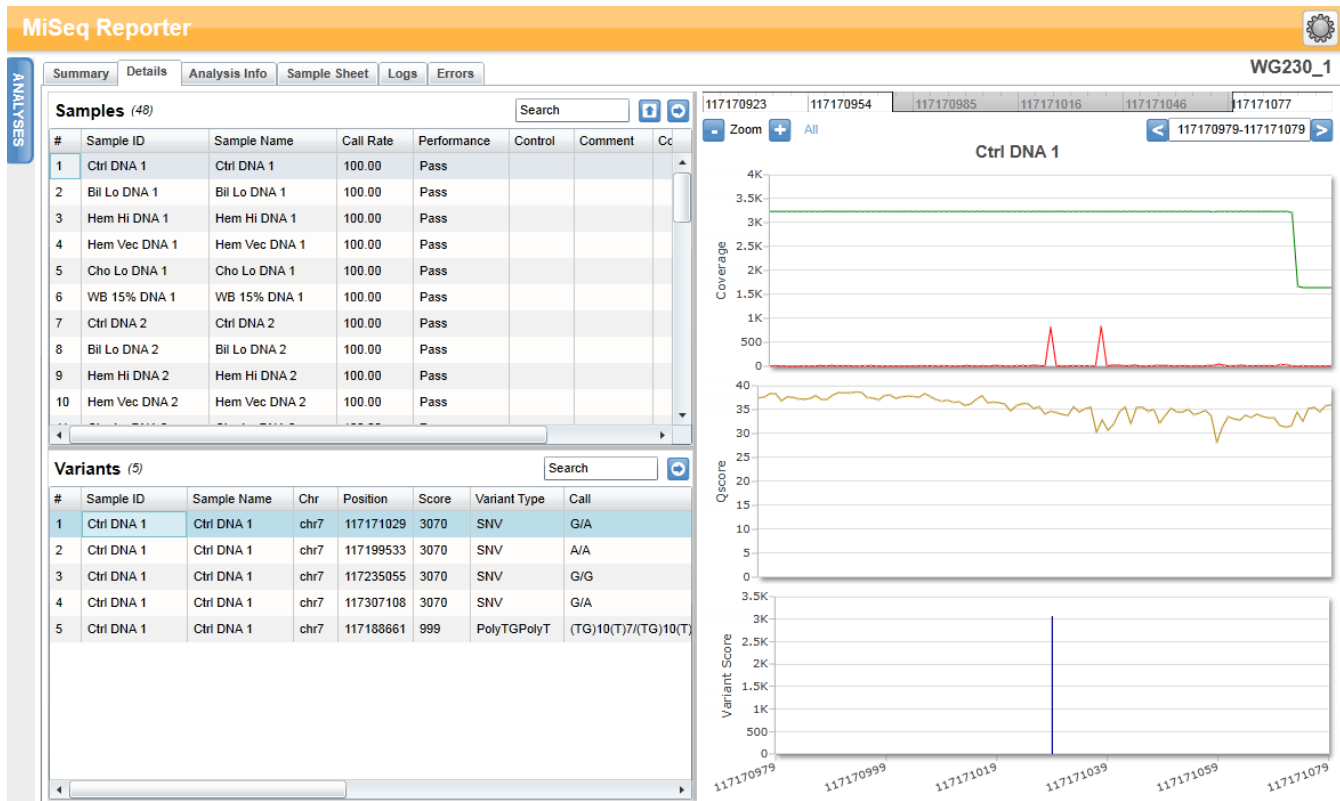 MiSeq Reporter
ANALYSES
Summary Details Analysis Info Sample Sheet Logs Errors
WG230_1
Samples (48) Search
# Sample ID Sample Name Call Rate Performance Control Comment
1 Ctrl DNA 1 Ctrl DNA 1 100.00 Pass
2 Bil Lo DNA 1 Bil Lo DNA 1 100.00 Pass
3 Hem Hi DNA 1 Hem Hi DNA 1 100.00 Pass
4 Hem Vec DNA 1 Hem Vec DNA 1 100.00 Pass
5 Cho Lo DNA 1 Cho Lo DNA 1 100.00 Pass
6 WB 15% DNA 1 WB 15% DNA 1 100.00 Pass
7 Ctrl DNA 2 Ctrl DNA 2 100.00 Pass
8 Bil Lo DNA 2 Bil Lo DNA 2 100.00 Pass
9 Hem Hi DNA 2 Hem Hi DNA 2 100.00 Pass
10 Hem Vec DNA 2 Hem Vec DNA 2 100.00 Pass
Variants (5) Search
# Sample ID Sample Name Chr Position Score Variant Type Call
1 Ctrl DNA 1 Ctrl DNA 1 chr7 117171029 3070 SNV G/A
2 Ctrl DNA 1 Ctrl DNA 1 chr7 117199533 3070 SNV A/A
3 Ctrl DNA 1 Ctrl DNA 1 chr7 117235055 3070 SNV G/G
4 Ctrl DNA 1 Ctrl DNA 1 chr7 117307108 3070 SNV G/A
5 Ctrl DNA 1 Ctrl DNA 1 chr7 117188661 999 PolyTGPolyT (TG)10(T)7/(TG)10(T)
117170923 117170954 117170985 117171016 117171046 117171077
- Zoom + All < 117170979-117171079 >
Ctrl DNA 1
Coverage
4K
3.5K
3K
2.5K
2K
1.5K
1K
500
0
Qscore
40
35
30
25
20
15
10
5
0
Variant Score
3.5K
3K
2.5K
2K
1.5K
1K
500
0
117170979 117170999 117171019 117171039 117171059 117171079